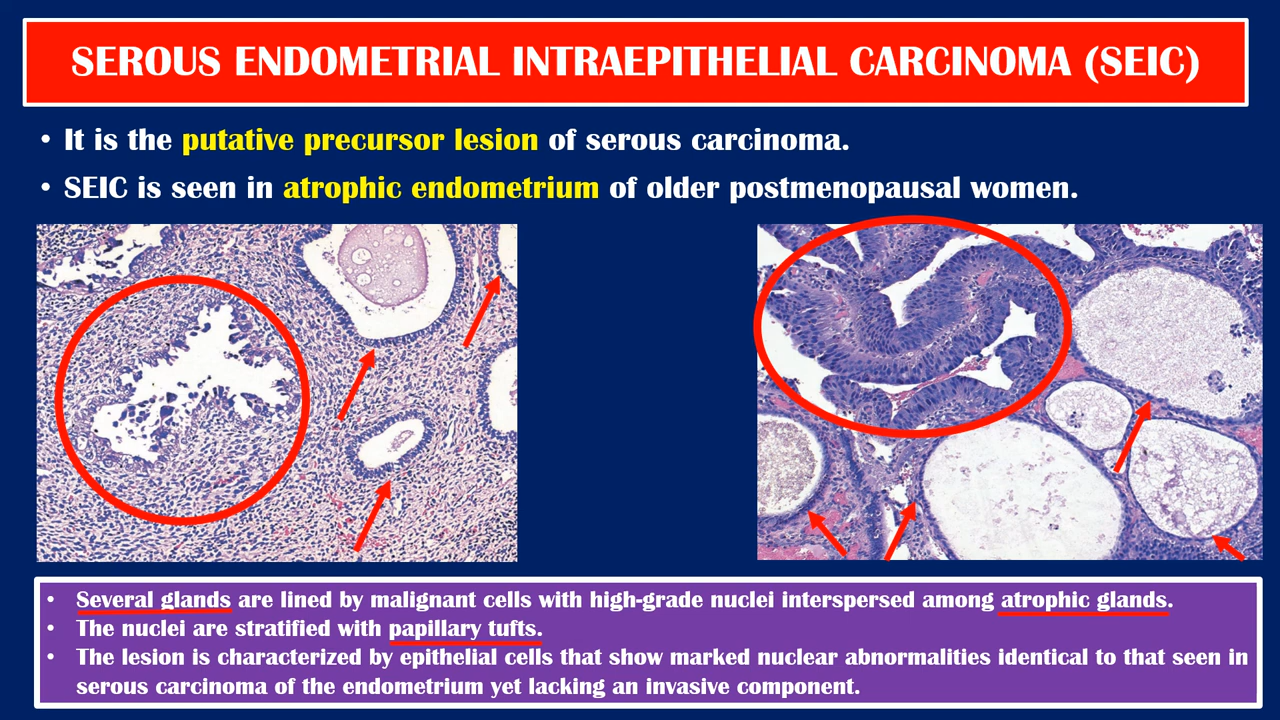 SEROUS ENDOMETRIAL INTRAEPITHELIAL CARCINOMA (SEIC)
• It is the putative precursor lesion of serous carcinoma.
• SEIC is seen in atrophic endometrium of older postmenopausal women.
• Several glands are lined by malignant cells with high-grade nuclei interspersed among atrophic glands.
• The nuclei are stratified with papillary tufts.
• The lesion is characterized by epithelial cells that show marked nuclear abnormalities identical to that seen in
serous carcinoma of the endometrium yet lacking an invasive component.